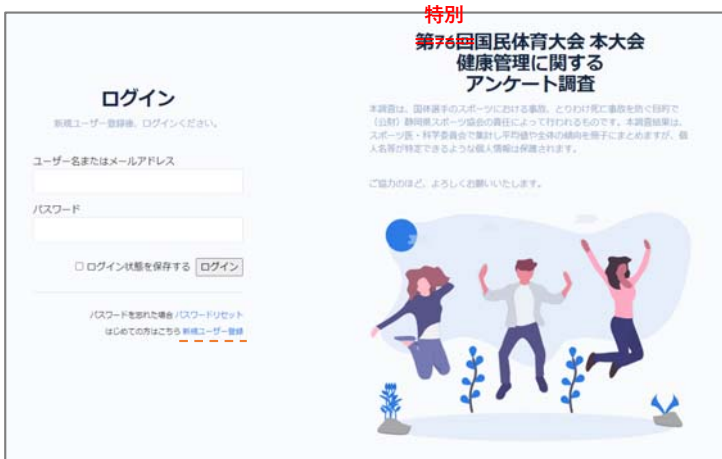 ログイン
新規ユーザー登録後、ログインください。
ユーザー名またはメールアドレス
パスワード
ログイン状態を保存する ログイン
パスワードを忘れた場合 パスワードリセット
はじめての方はこちら 新規ユーザー登録
特別
第76回国民体育大会 本大会
健康管理に関する
アンケート調査
本調査は、国体選手のスポーツにおける事故、とりわけ死亡事故を防ぐ目的で
（公財）静岡県スポーツ協会の責任によって行われるものです。本調査結果は、
スポーツ医・科学委員会で集計し平均値や全体の傾向を冊子にまとめますが、個
人名等が特定できるような個人情報は保護されます。
ご協力のほど、よろしくお願いいたします。